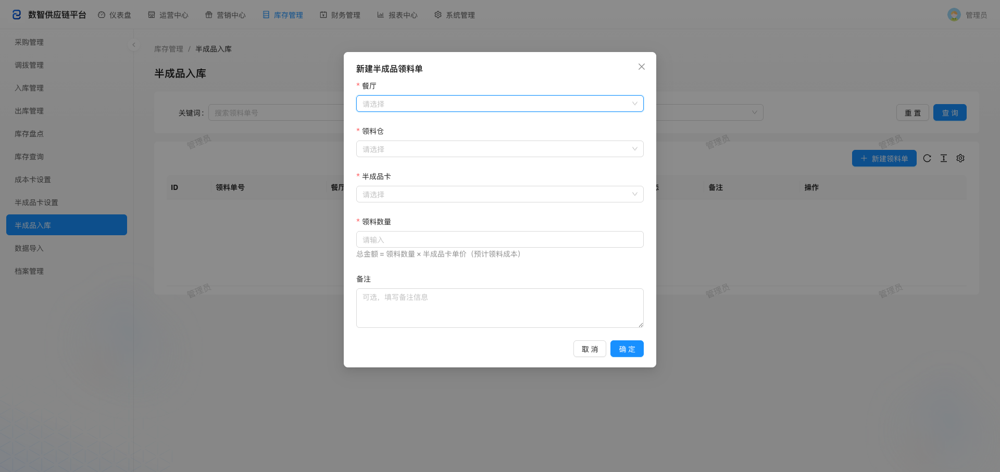 数智供应链平台 仪表盘 运营中心 营销中心 库存管理 财务管理 报表中心 系统管理 管理员
采购管理
调拨管理
入库管理
出库管理
库存盘点
库存查询
成本卡设置
半成品卡设置
半成品入库
数据导入
档案管理
库存管理 / 半成品入库
半成品入库
关键词: 搜索领料单号
重 置 查 询
管理员 管理员 管理员
新建领料单
ID 领料单号 餐厅 备注 操作
管理员 管理员 管理员
新建半成品领料单
* 餐厅
请选择
* 领料仓
请选择
* 半成品卡
请选择
* 领料数量
请输入
总金额 = 领料数量 × 半成品卡单价（预计领料成本）
备注
可选，填写备注信息
取 消 确 定